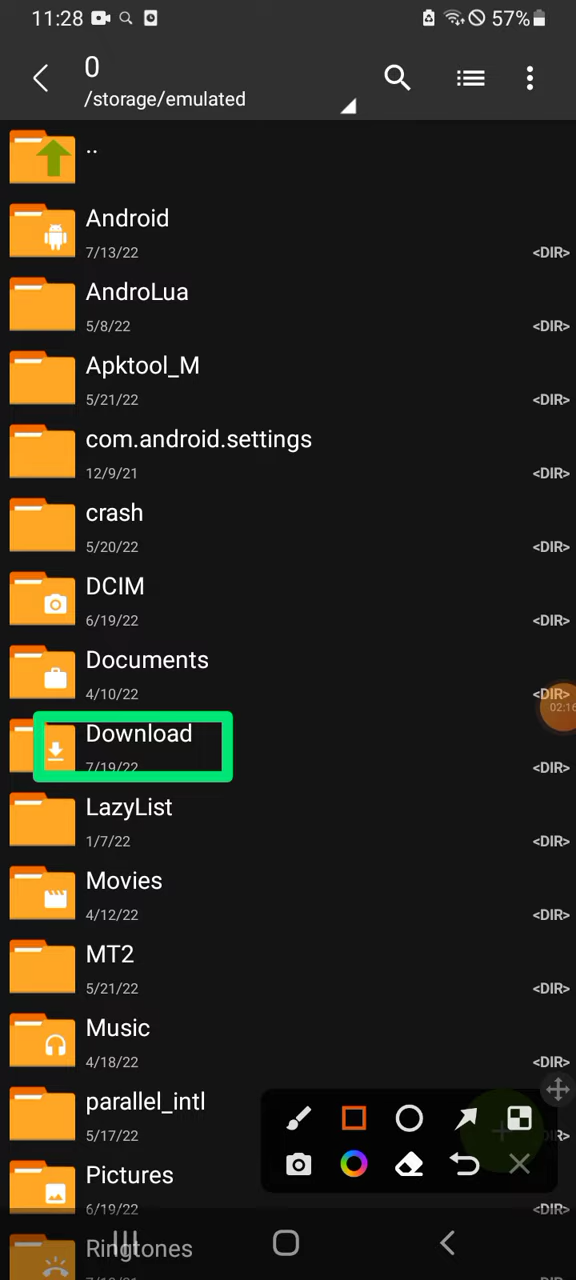 11:28
57%
0
/storage/emulated
..
Android
7/13/22
<DIR>
AndroLua
5/8/22
<DIR>
Apktool_M
5/21/22
<DIR>
com.android.settings
12/9/21
<DIR>
crash
5/20/22
<DIR>
DCIM
6/19/22
<DIR>
Documents
4/10/22
<DIR>
02:16
Download
7/19/22
<DIR>
LazyList
1/7/22
<DIR>
Movies
4/12/22
<DIR>
MT2
5/21/22
<DIR>
Music
4/18/22
<DIR>
parallel_intl
5/17/22
Pictures
6/19/22
<DIR>
Ringtones